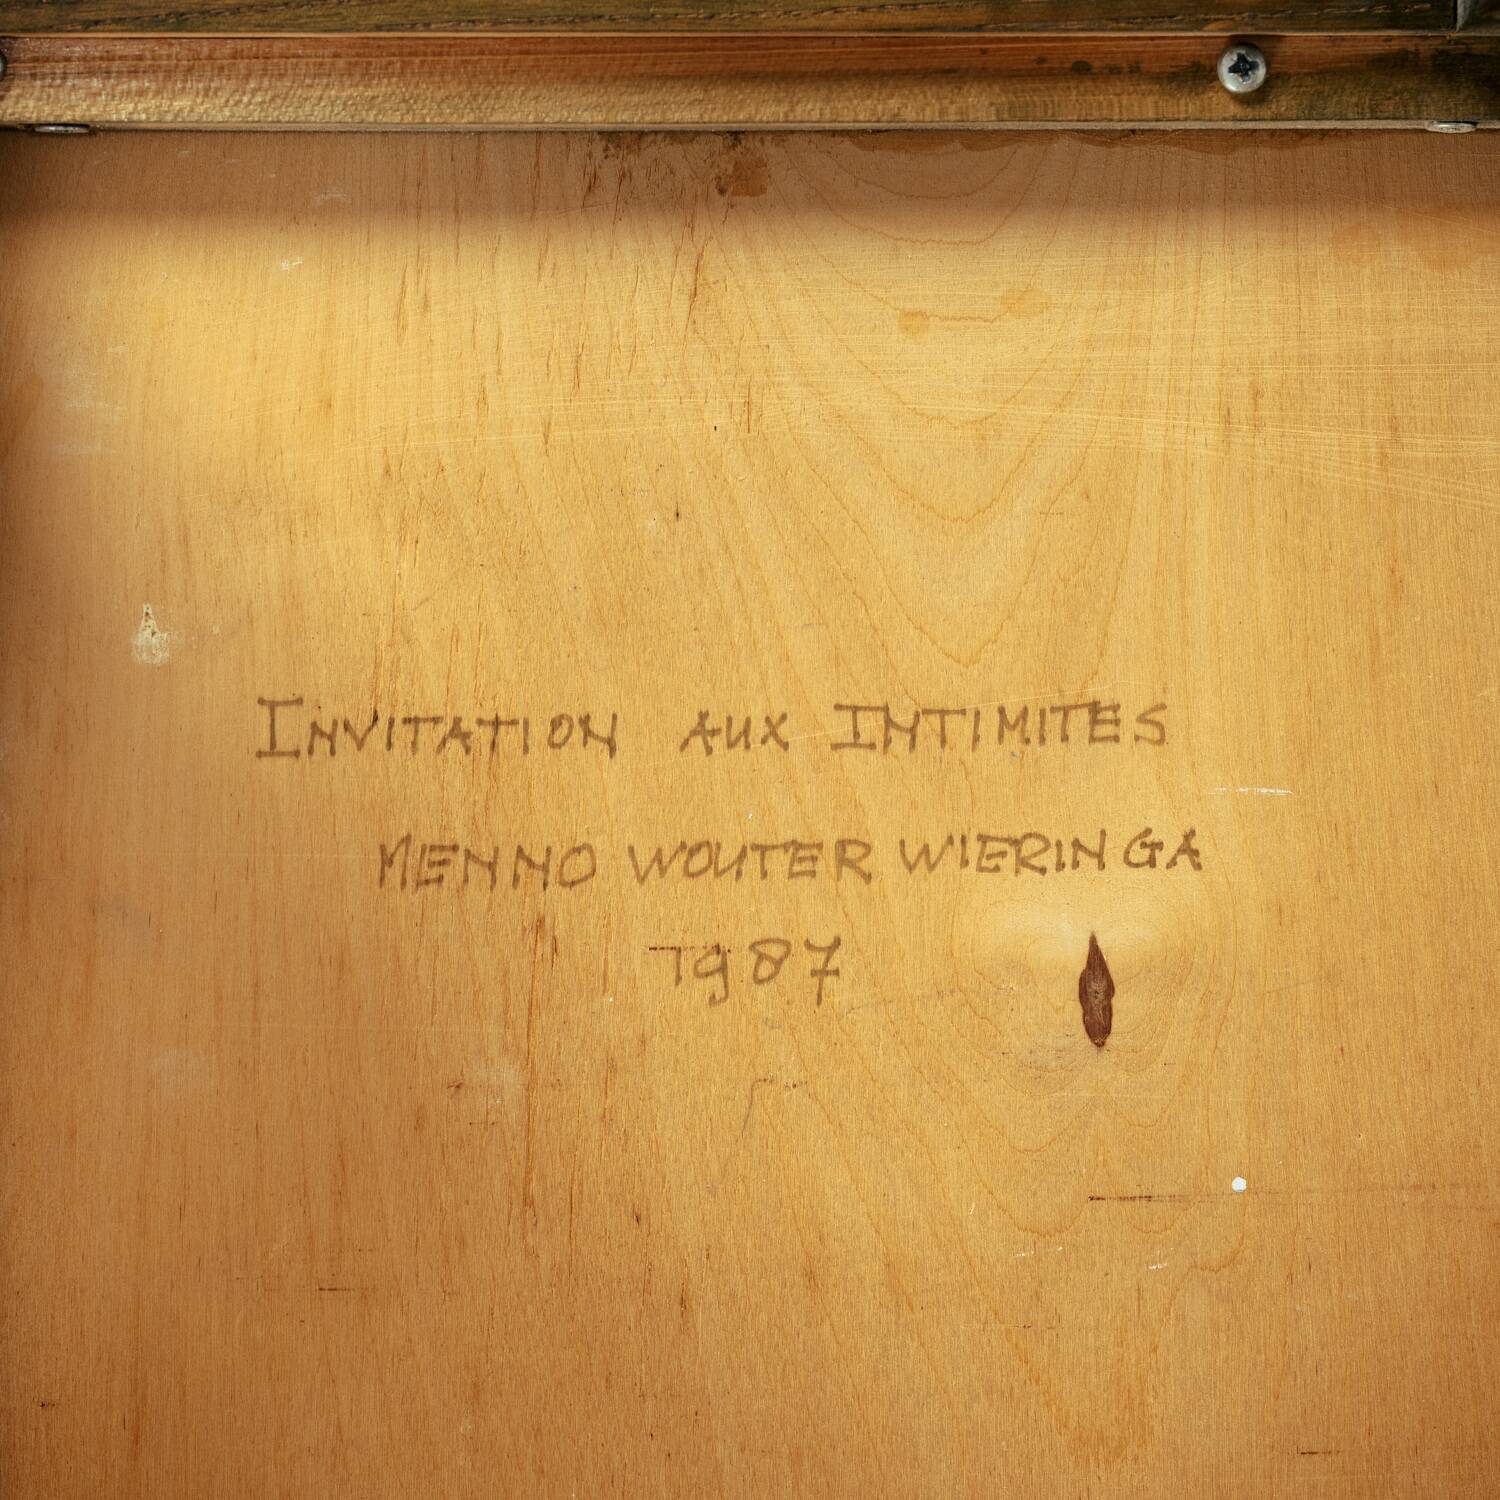 INVITATION AUX INTIMITES
MENNO WOUTER WIERINGA
1987